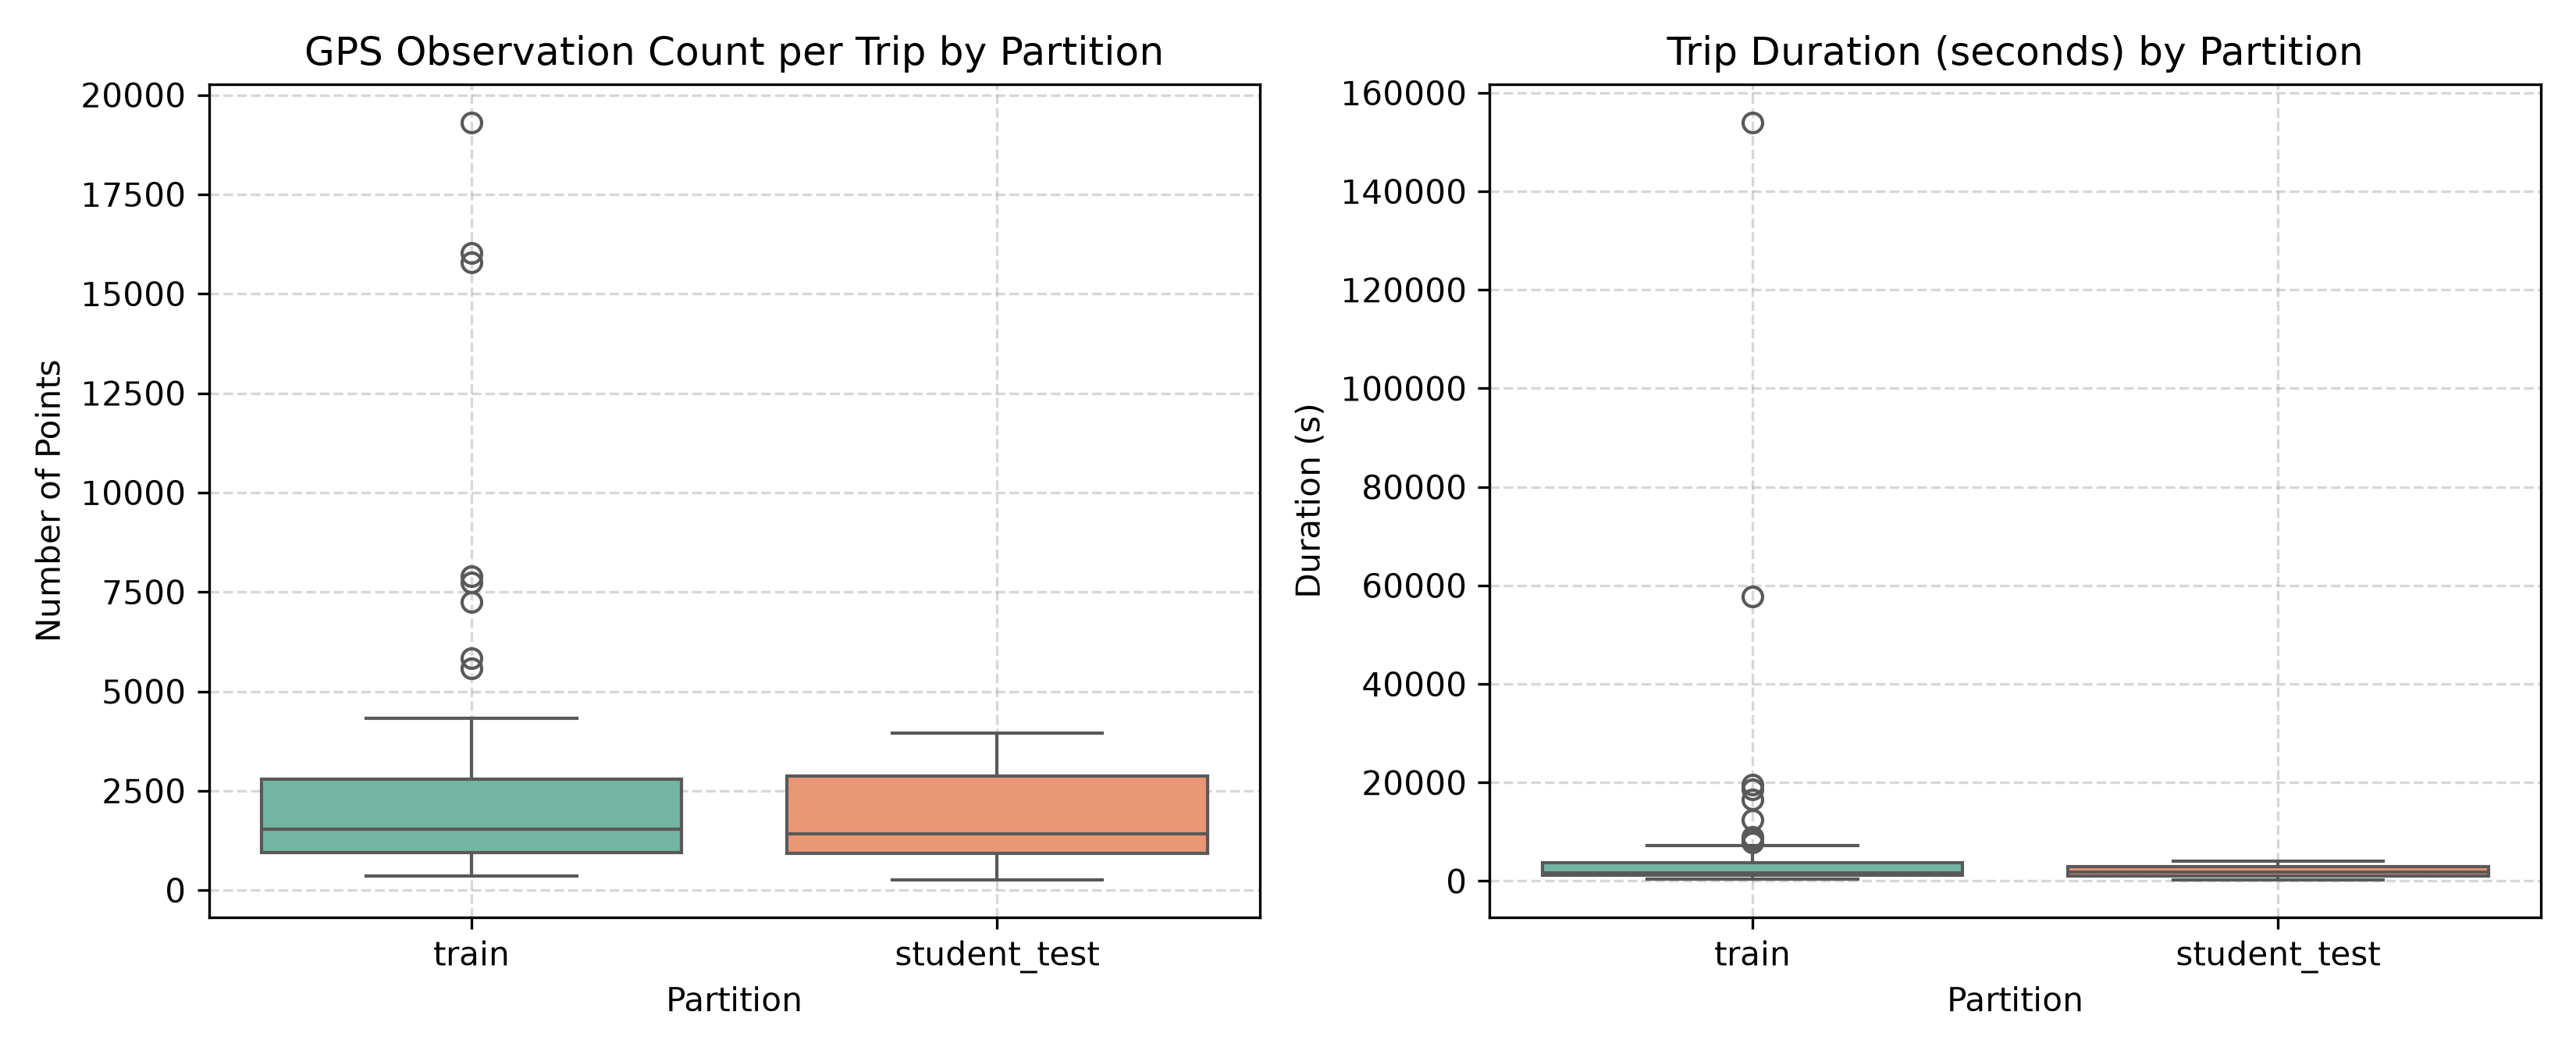 GPS Observation Count per Trip by Partition
20000
17500
15000
12500
10000
7500
5000
2500
0
Number of Points
train
student_test
Partition
Trip Duration (seconds) by Partition
160000
140000
120000
100000
80000
60000
40000
20000
0
Duration (s)
train
student_test
Partition